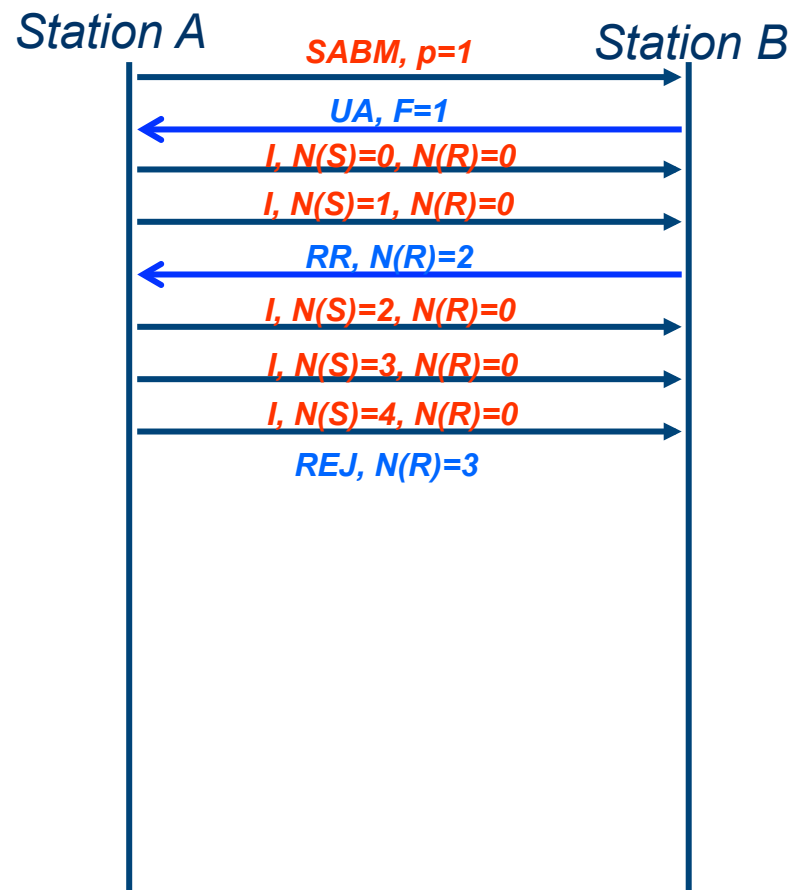 Station A
Station B
SABM, p=1
UA, F=1
I, N(S)=0, N(R)=0
I, N(S)=1, N(R)=0
RR, N(R)=2
I, N(S)=2, N(R)=0
I, N(S)=3, N(R)=0
I, N(S)=4, N(R)=0
REJ, N(R)=3